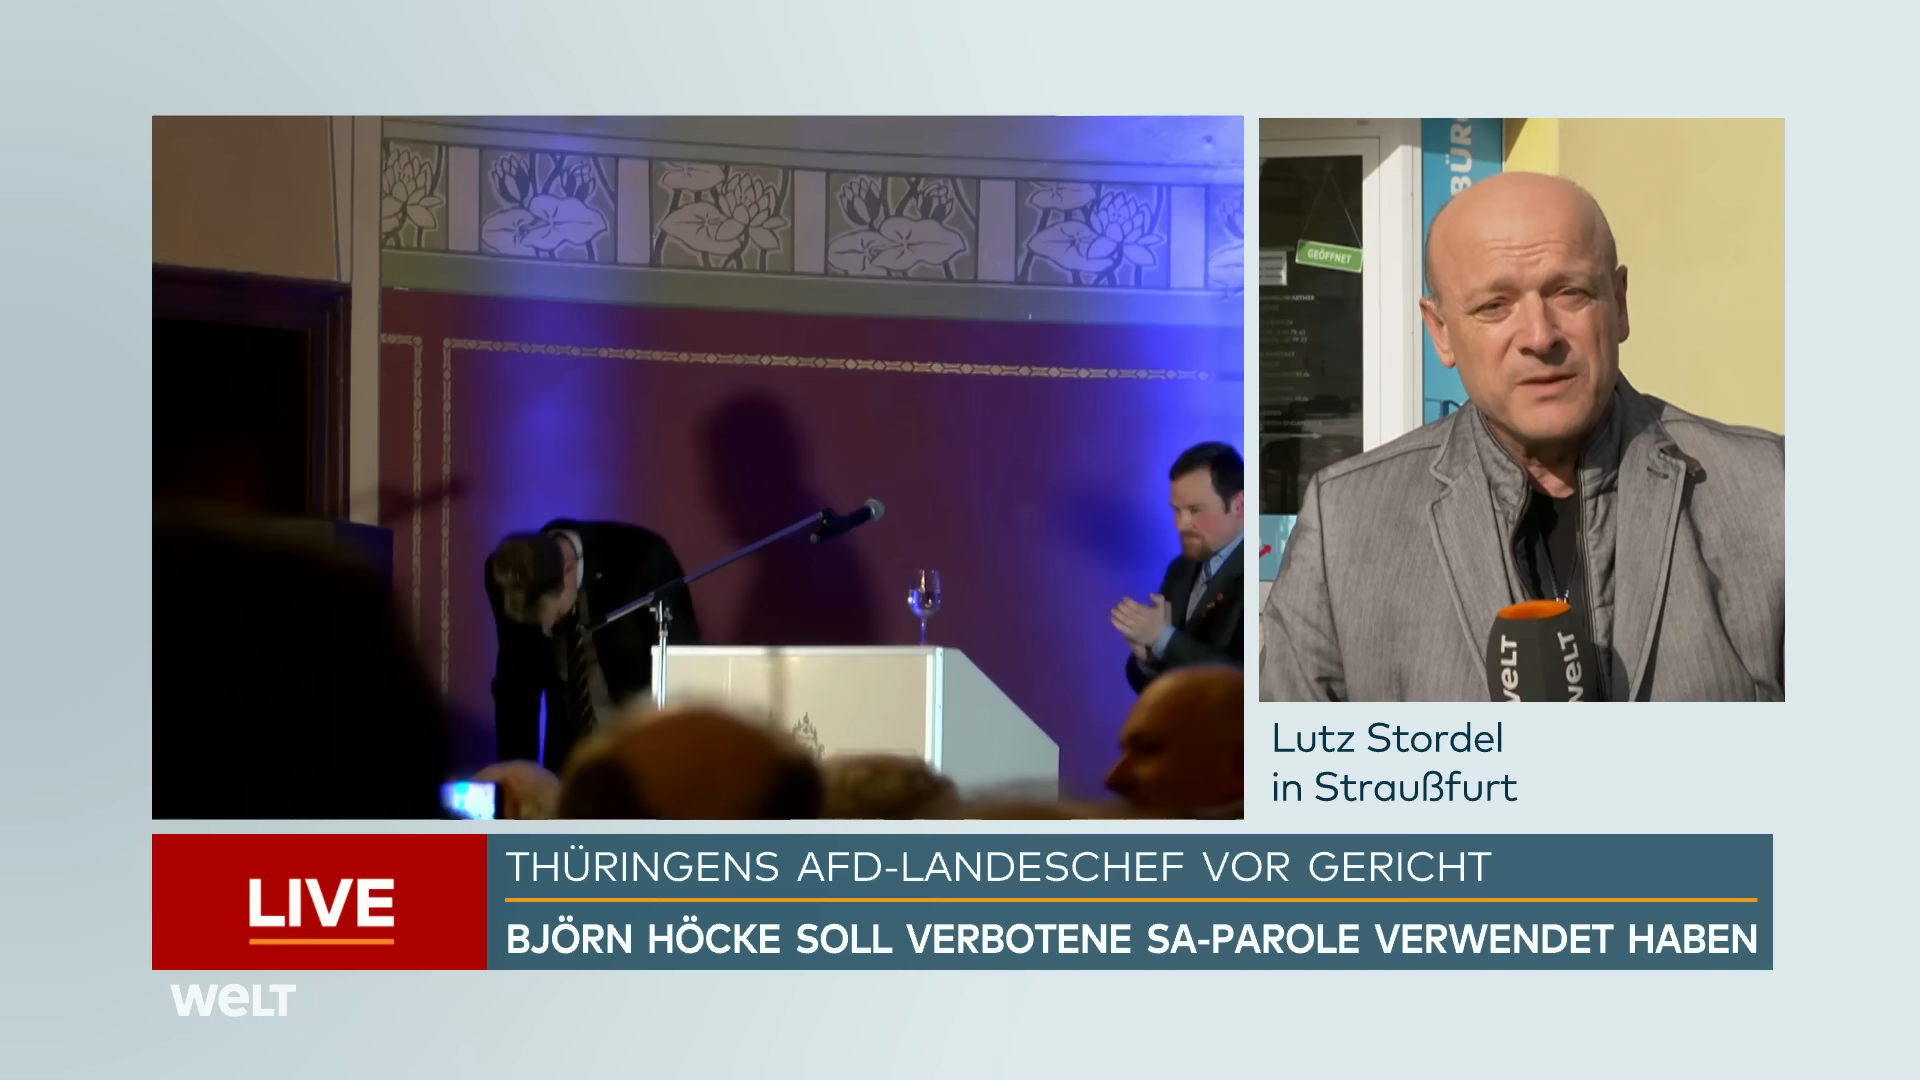 BÜR
GEÖFFNET
WELT
WELT
Lutz Stordel
in Straußfurt
LIVE
THÜRINGENS AFD-LANDESCHEF VOR GERICHT
BJÖRN HÖCKE SOLL VERBOTENE SA-PAROLE VERWENDET HABEN
WELT